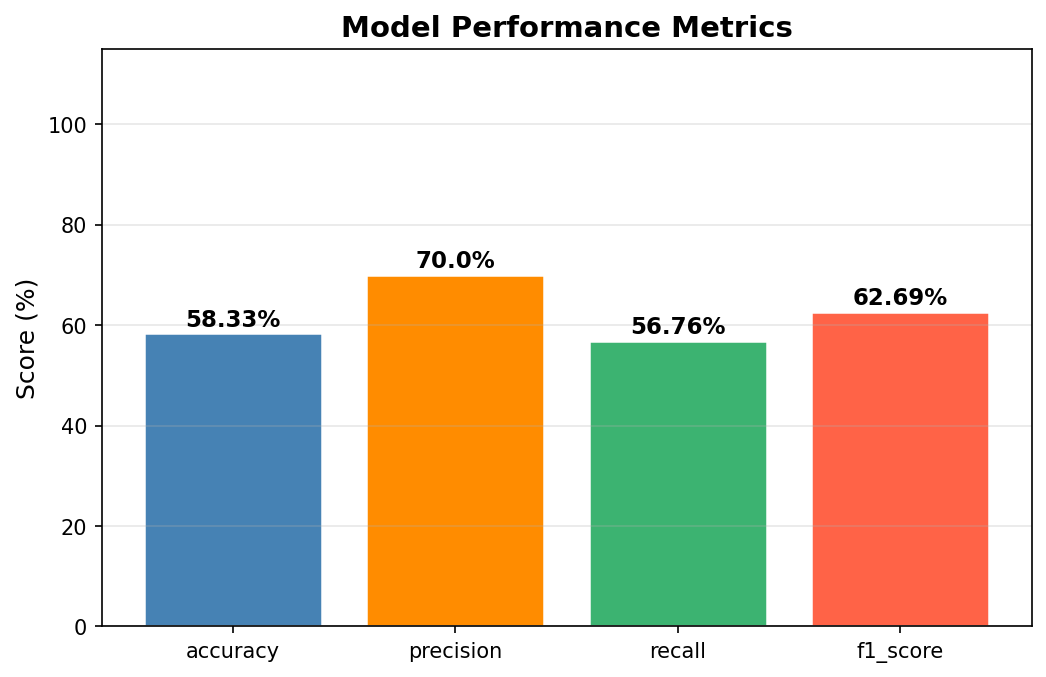 Model Performance Metrics
Score (%)
100
80
60
40
20
0
58.33%
70.0%
56.76%
62.69%
accuracy
precision
recall
f1_score